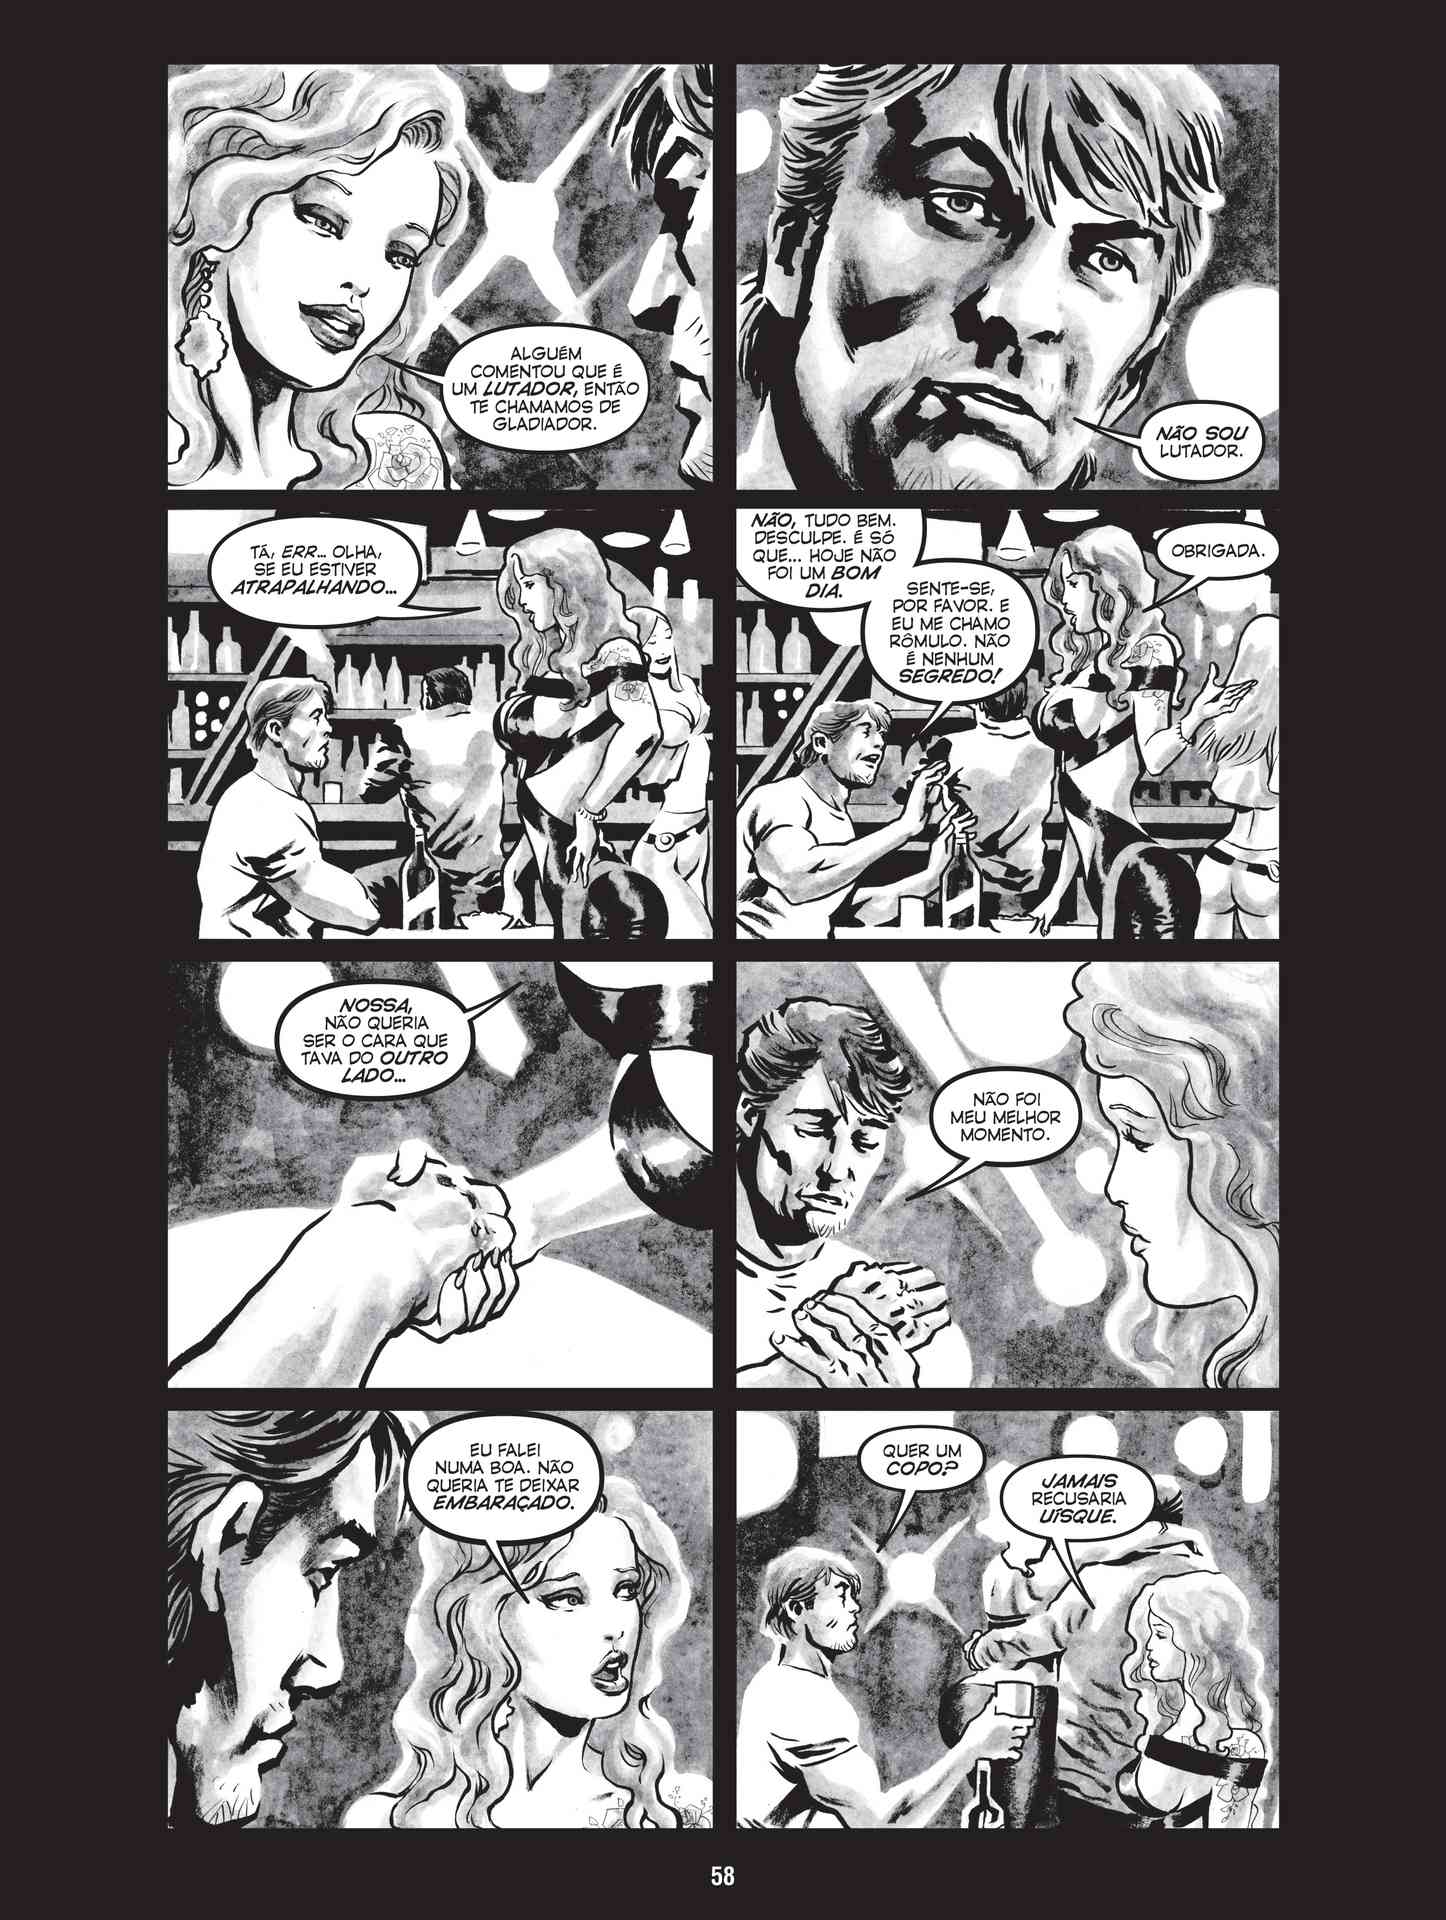 ALGUÉM
COMENTOU QUE É
UM LUTADOR, ENTÃO
TE CHAMAMOS DE
GLADIADOR.
NÃO SOU
LUTADOR.
TÁ, ERR... OLHA,
SE EU ESTIVER
ATRAPALHANDO...
NÃO, TUDO BEM.
DESCULPE. É SÓ
QUE... HOJE NÃO
FOI UM BOM
DIA.
SENTE-SE,
POR FAVOR. E
EU ME CHAMO
RÔMULO. NÃO
É NENHUM
SEGREDO!
OBRIGADA.
NOSSA,
NÃO QUERIA
SER O CARA QUE
TAVA DO OUTRO
LADO...
NÃO FOI
MEU MELHOR
MOMENTO.
EU FALEI
NUMA BOA. NÃO
QUERIA TE DEIXAR
EMBARAÇADO.
QUER UM
COPO?
JAMAIS
RECUSARIA
UÍSQUE.
58